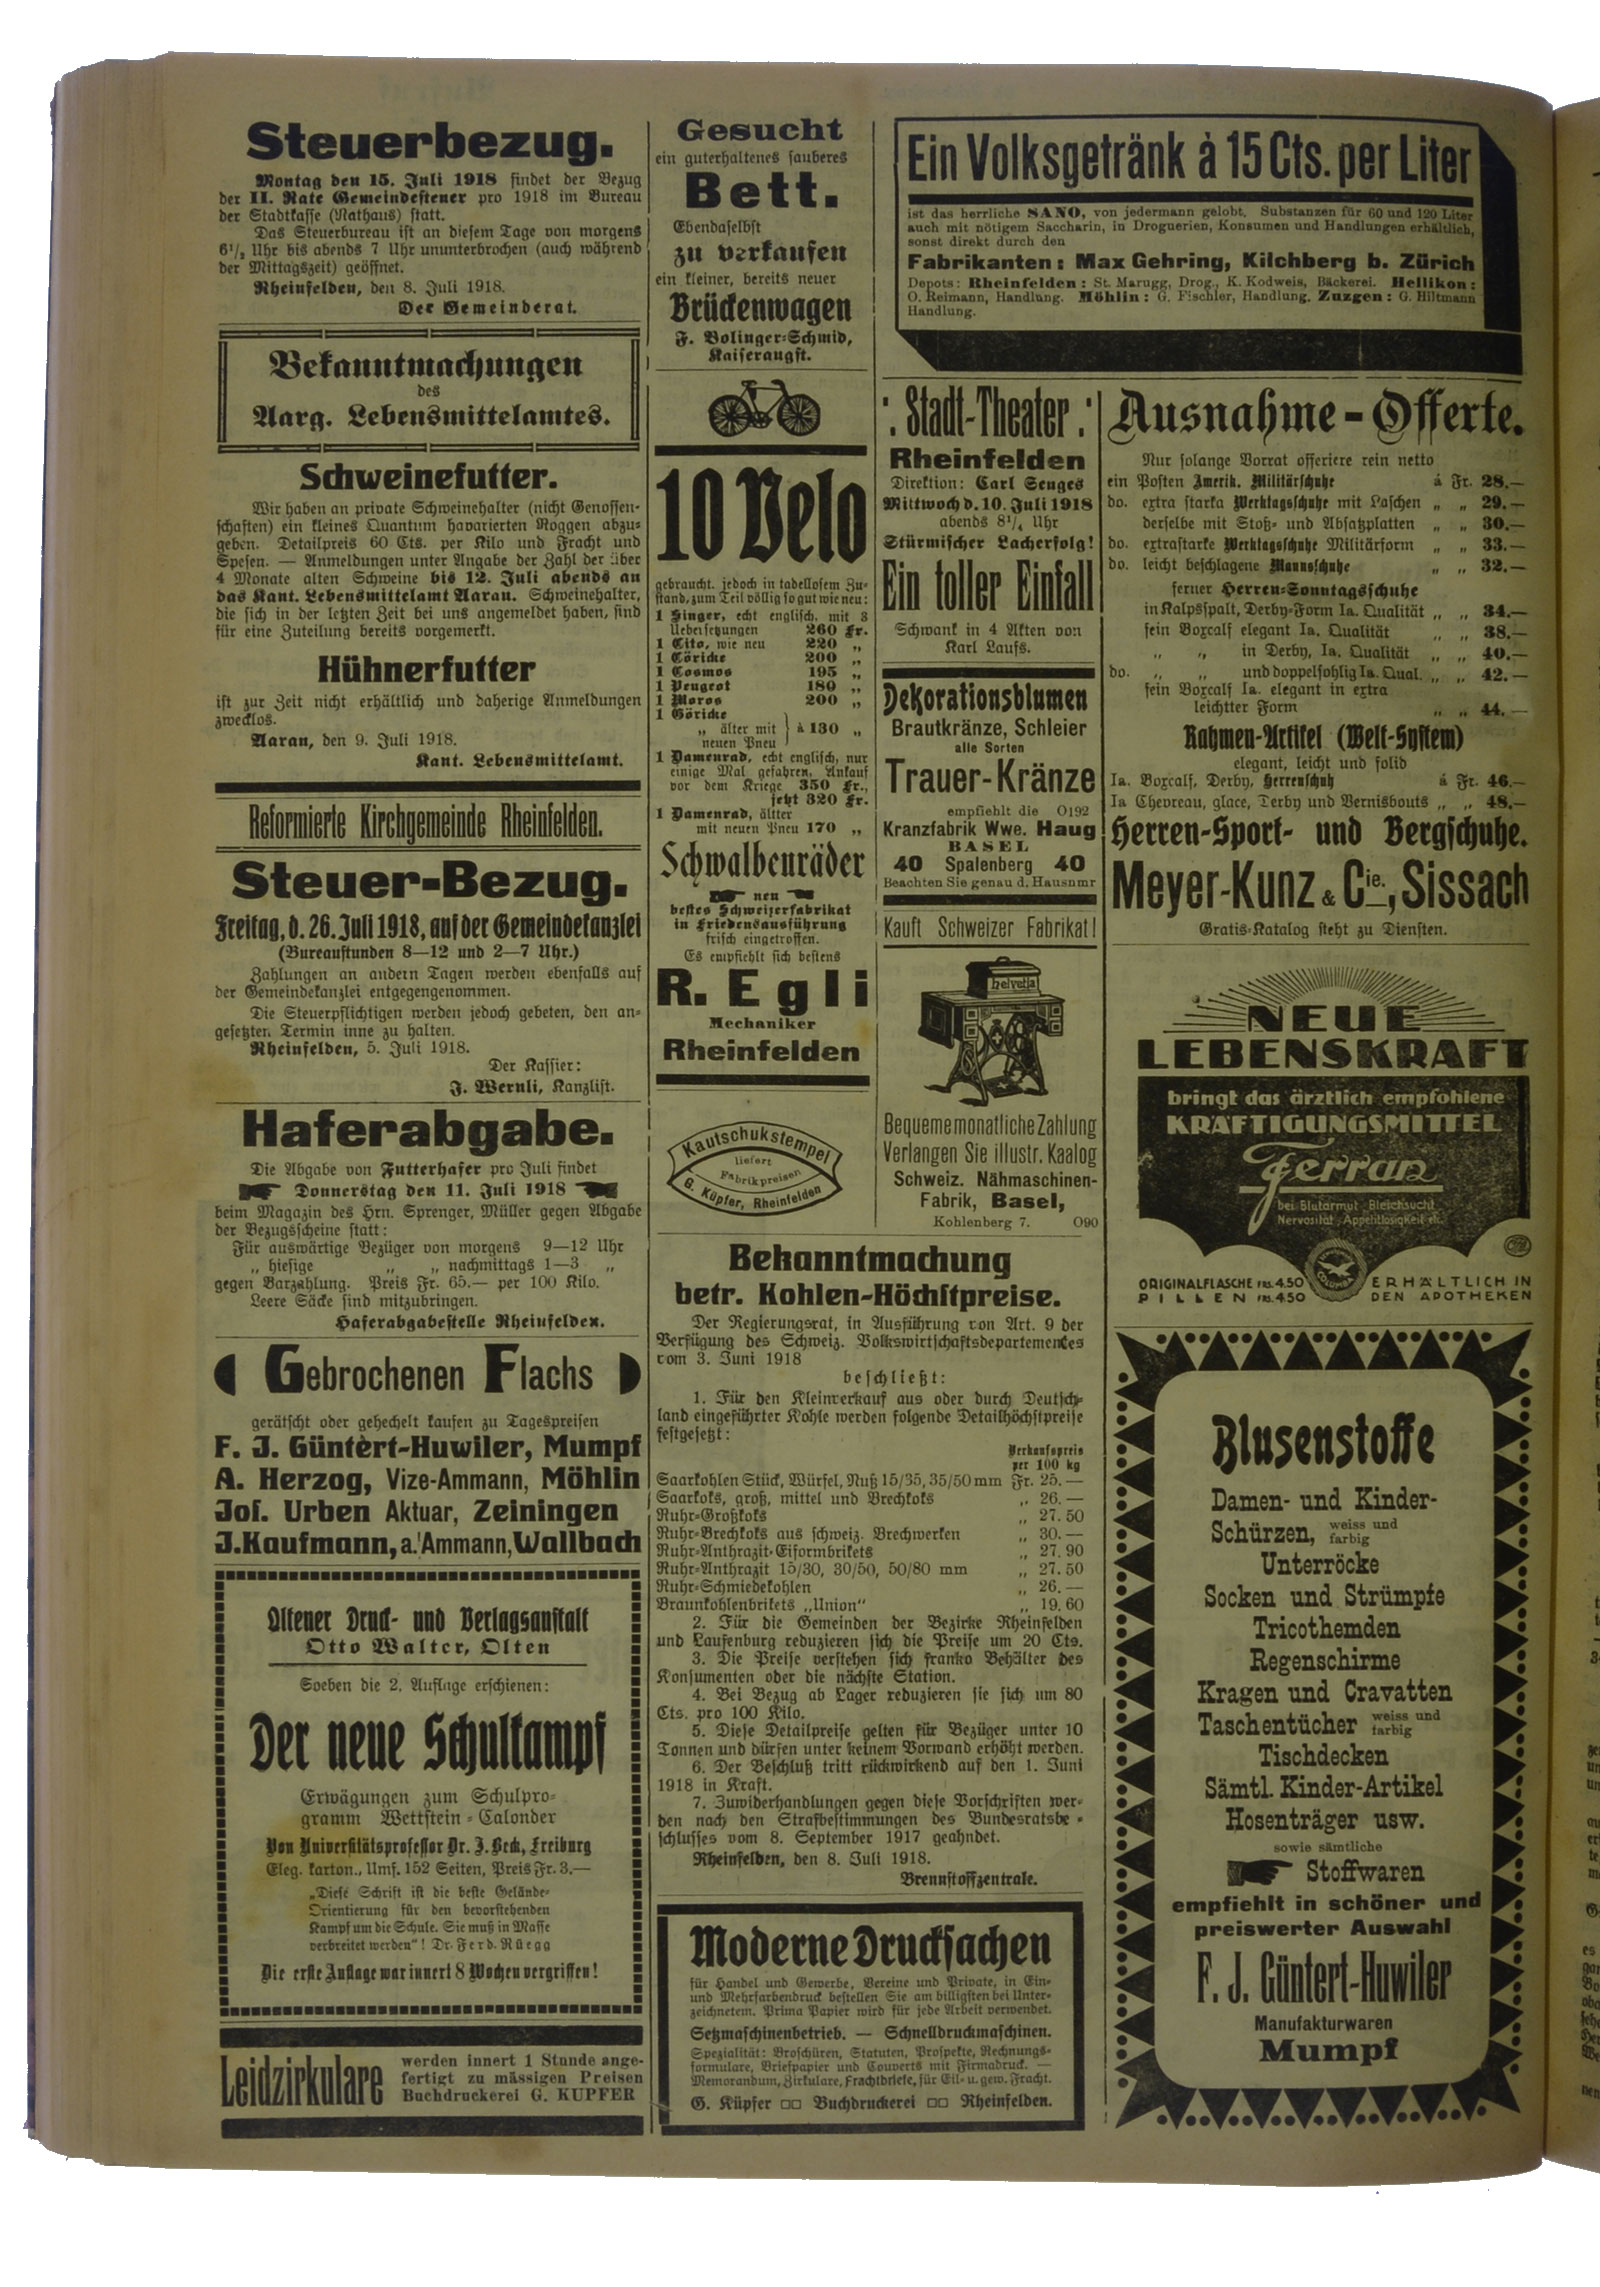 Steuerbezug.
Montag den 15. Juli 1918 findet der Bezug
der II. Rate Gemeindesteuer pro 1918 im Bureau
der Stadtkasse (Rathaus) statt.
Das Steuerbureau ist an diesem Tage von morgens
6¹/₂ Uhr bis abends 7 Uhr ununterbrochen (auch während
der Mittagszeit) geöffnet.
Rheinfelden, den 8. Juli 1918.
Der Gemeinderat.
Bekanntmachungen
des
Aarg. Lebensmittelamtes.
Schweinefutter.
Wir haben an private Schweinehalter (nicht Genossen-
schaften) ein kleines Quantum havarierten Roggen abzu-
geben. Detailpreis 60 Cts. per Kilo und Fracht und
Spesen. — Anmeldungen unter Angabe der Zahl der über
4 Monate alten Schweine bis 12. Juli abends an
das Kant. Lebensmittelamt Aarau. Schweinehalter,
die sich in der letzten Zeit bei uns angemeldet haben, sind
für eine Zuteilung bereits vorgemerkt.
Hühnerfutter
ist zur Zeit nicht erhältlich und daherige Anmeldungen
zwecklos.
Aarau, den 9. Juli 1918.
Kant. Lebensmittelamt.
Reformierte Kirchgemeinde Rheinfelden.
Steuer-Bezug.
Freitag, d. 26. Juli 1918, auf der Gemeindekanzlei
(Bureaustunden 8—12 und 2—7 Uhr.)
Zahlungen an andern Tagen werden ebenfalls auf
der Gemeindekanzlei entgegengenommen.
Die Steuerpflichtigen werden jedoch gebeten, den an-
gesetzten Termin inne zu halten.
Rheinfelden, 5. Juli 1918.
Der Kassier:
J. Wernli, Kanzlist.
Haferabgabe.
Die Abgabe von Futterhafer pro Juli findet
Donnerstag den 11. Juli 1918
beim Magazin des Hrn. Sprenger, Müller gegen Abgabe
der Bezugsscheine statt:
Für auswärtige Bezüger von morgens 9—12 Uhr
„ hiesige „ „ nachmittags 1—3 „
gegen Barzahlung. Preis Fr. 65.— per 100 Kilo.
Leere Säcke sind mitzubringen.
Haferabgabestelle Rheinfelden.
Gebrochenen Flachs
gerätscht oder gehechelt kaufen zu Tagespreisen
F. J. Güntert-Huwiler, Mumpf
A. Herzog, Vize-Ammann, Möhlin
Jos. Urben Aktuar, Zeiningen
J. Kaufmann, a. Ammann, Wallbach
Oltener Druck- und Verlagsanstalt
Otto Walter, Olten
Soeben die 2. Auflage erschienen:
Der neue Schulkampf
Erwägungen zum Schulpro-
gramm Wettstein-Calonder
Von Universitätsprofessor Dr. J. Beck, Freiburg
Eleg. karton., Umf. 152 Seiten, Preis Fr. 3.—
„Diese Schrift ist die beste Gelände-
Orientierung für den bevorstehenden
Kampf um die Schule. Sie muß in Masse
verbreitet werden“! Dr. Ferd. Rüegg
Die erste Auflage war innert 8 Wochen vergriffen!
Leidzirkulare
werden innert 1 Stunde ange-
fertigt zu mässigen Preisen
Buchdruckerei G. KUPFER
Gesucht
ein guterhaltenes sauberes
Bett.
Ebendaselbst
zu verkaufen
ein kleiner, bereits neuer
Brückenwagen
F. Bolinger-Schmid,
Kaiseraugst.
10 Velo
gebraucht, jedoch in tadellosem Zu-
stand, zum Teil völlig so gut wie neu:
1 Singer, echt englisch, mit 3
Uebersetzungen 260 Fr.
1 Cito, wie neu 220 „
1 Göricke 200 „
1 Cosmos 195 „
1 Peugeot 180 „
1 Moros 200 „
1 Göricke
„ älter mit à 130 „
neuen Pneu
1 Damenrad, echt englisch, nur
einige Mal gefahren, Ankauf
vor dem Kriege 350 Fr.,
jetzt 320 Fr.
1 Damenrad, älter
mit neuen Pneu 170 „
Schwalbenräder
neu
bestes Schweizerfabrikat
in Friedensausführung
frisch eingetroffen.
Es empfiehlt sich bestens
R. Egli
Mechaniker
Rheinfelden
Kautschukstempel
liefert
Fabrikpreisen
G. Küpfer, Rheinfelden
Ein Volksgetränk à 15 Cts. per Liter
ist das herrliche SANO, von jedermann gelobt. Substanzen für 60 und 120 Liter
auch mit nötigem Saccharin, in Droguerien, Konsumen und Handlungen erhältlich,
sonst direkt durch den
Fabrikanten: Max Gehring, Kilchberg b. Zürich
Depots: Rheinfelden: St. Marugg, Drog., K. Kodweis, Bäckerei. Hellikon:
O. Reimann, Handlung. Möhlin: G. Fischler, Handlung. Zuzgen: G. Hiltmann
Handlung.
Stadt-Theater
Rheinfelden
Direktion: Carl Senges
Mittwoch d. 10. Juli 1918
abends 8¹/₄ Uhr
Stürmischer Lacherfolg!
Ein toller Einfall
Schwank in 4 Akten von
Karl Laufs.
Dekorationsblumen
Brautkränze, Schleier
alle Sorten
Trauer-Kränze
empfiehlt die O192
Kranzfabrik Wwe. Haug
BASEL
40 Spalenberg 40
Beachten Sie genau d. Hausnmr
Kauft Schweizer Fabrikat!
helvetia
Bequeme monatliche Zahlung
Verlangen Sie illustr. Kaalog
Schweiz. Nähmaschinen-
Fabrik, Basel,
Kohlenberg 7. O90
Bekanntmachung
betr. Kohlen-Höchstpreise.
Der Regierungsrat, in Ausführung von Art. 9 der
Verfügung des Schweiz. Volkswirtschaftsdepartementes
vom 3. Juni 1918
beschließt:
1. Für den Kleinverkauf aus oder durch Deutsch-
land eingeführter Kohle werden folgende Detailhöchstpreise
festgesetzt:
Verkaufspreis
per 100 kg
Saarkohlen Stück, Würfel, Nuß 15/35, 35/50 mm Fr. 25.—
Saarkoks, groß, mittel und Brechkoks „ 26.—
Ruhr-Großkoks „ 27.50
Ruhr-Brechkoks aus schweiz. Brechwerken „ 30.—
Ruhr-Anthrazit-Eiformbrikets „ 27.90
Ruhr-Anthrazit 15/30, 30/50, 50/80 mm „ 27.50
Ruhr-Schmiedekohlen „ 26.—
Braunkohlenbrikets „Union“ „ 19.60
2. Für die Gemeinden der Bezirke Rheinfelden
und Laufenburg reduzieren sich die Preise um 20 Cts.
3. Die Preise verstehen sich franko Behälter des
Konsumenten oder die nächste Station.
4. Bei Bezug ab Lager reduzieren sie sich um 80
Cts. pro 100 Kilo.
5. Diese Detailpreise gelten für Bezüger unter 10
Tonnen und dürfen unter keinem Vorwand erhöht werden.
6. Der Beschluß tritt rückwirkend auf den 1. Juni
1918 in Kraft.
7. Zuwiderhandlungen gegen diese Vorschriften wer-
den nach den Strafbestimmungen des Bundesratsbe-
schlusses vom 8. September 1917 geahndet.
Rheinfelden, den 8. Juli 1918.
Brennstoffzentrale.
Moderne Drucksachen
für Handel und Gewerbe, Vereine und Private, in Ein-
und Mehrfarbendruck bestellen Sie am billigsten bei Unter-
zeichnetem. Prima Papier wird für jede Arbeit verwendet.
Setzmaschinenbetrieb. — Schnelldruckmaschinen.
Spezialität: Broschüren, Statuten, Prospekte, Rechnungs-
formulare, Briefpapier und Couverts mit Firmadruck. —
Memorandum, Zirkulare, Frachtbriefe, für Eil- u. gew. Fracht.
G. Küpfer □□ Buchdruckerei □□ Rheinfelden.
Ausnahme-Offerte.
Nur solange Vorrat offeriere rein netto
ein Posten Amerik. Militärschuhe á Fr. 28.—
do. extra starke Werktagsschuhe mit Laschen „ „ 29.—
derselbe mit Stoß- und Absatzplatten „ „ 30.—
do. extrastarke Werktagsschuhe Militärform „ „ 33.—
do. leicht beschlagene Mannsschuhe „ „ 32.—
ferner Herren-Sonntagsschuhe
in Kalpsspalt, Derby-Form Ia. Qualität „ „ 34.—
fein Boxcalf elegant Ia. Qualität „ „ 38.—
„ „ in Derby, Ia. Qualität „ „ 40.—
do. „ „ und doppelsohlig Ia. Qual. „ „ 42.—
fein Boxcalf Ia. elegant in extra
leichtter Form „ „ 44.—
Rahmen-Artikel (Welt-System)
elegant, leicht und solid
Ia. Boxcalf, Derby, Herrenschuh á Fr. 46.—
Ia Chevreau, glace, Derby und Vernisbouts „ „ 48.—
Herren-Sport- und Bergschuhe.
Meyer-Kunz & Cie., Sissach
Gratis-Katalog steht zu Diensten.
NEUE
LEBENSKRAFT
bringt das ärztlich empfohlene
KRÄFTIGUNGSMITTEL
Ferran
bei Blutarmut, Bleichsucht
Nervosität, Appetitlosigkeit etc.
ORIGINALFLASCHE FRS. 4.50
PILLEN FRS. 4.50
ERHÄLTLICH IN
DEN APOTHEKEN
Blusenstoffe
Damen- und Kinder-
Schürzen, weiss und farbig
Unterröcke
Socken und Strümpfe
Tricothemden
Regenschirme
Kragen und Cravatten
Taschentücher weiss und farbig
Tischdecken
Sämtl. Kinder-Artikel
Hosenträger usw.
sowie sämtliche
Stoffwaren
empfiehlt in schöner und
preiswerter Auswahl
F. J. Güntert-Huwiler
Manufakturwaren
Mumpf